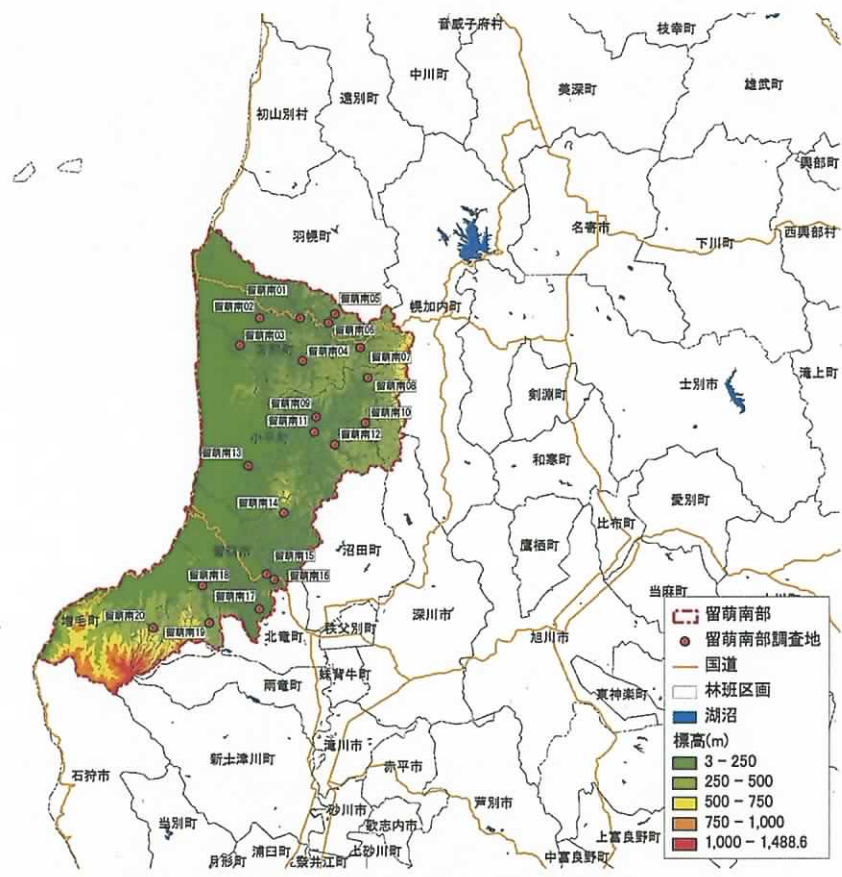 音威子府村
枝幸町
中川町
遠別町
美深町
雄武町
初山別村
興部町
羽幌町
名寄市
下川町
西興部村
留萌南01
留萌南05
留萌南02
幌加内町
留萌南06
留萌南03
留萌南04
留萌南07
滝上町
留萌南08
剣淵町
士別市
留萌南09
留萌南10
留萌南11
小平町
留萌南12
留萌南13
和寒町
愛別町
留萌南14
比布町
沼田町
鷹栖町
留萌市
留萌南15
留萌南16
留萌南18
当麻町
留萌南17
深川市
増毛町
留萌南20
留萌南19
北竜町
秩父別町
旭川市
妹背牛町
雨竜町
東神楽町
新十津川町
滝川市
石狩市
赤平市
芦別市
砂川市
当別町
歌志内市
上富良野町
浦臼町
奈井江町
上砂川町
月形町
中富良野町
留萌南部
留萌南部調査地
国道
林班区画
湖沼
標高(m)
3 - 250
250 - 500
500 - 750
750 - 1,000
1,000 - 1,488.6